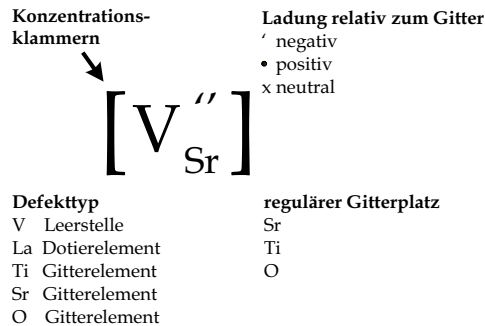 Konzentrations-
klammern
Ladung relativ zum Gitter
′ negativ
• positiv
x neutral
[V″Sr]
Defekttyp
V Leerstelle
La Dotierelement
Ti Gitterelement
Sr Gitterelement
O Gitterelement
regulärer Gitterplatz
Sr
Ti
O